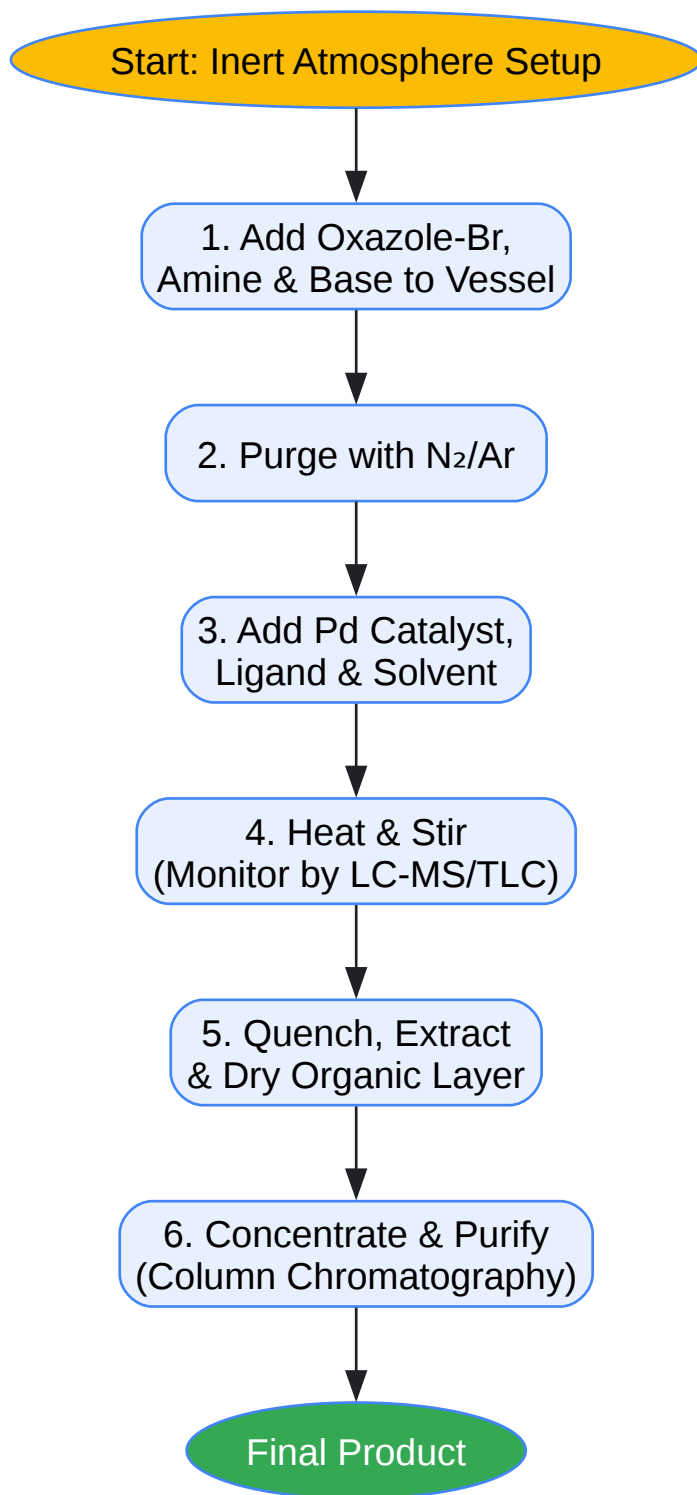 Start: Inert Atmosphere Setup
1. Add Oxazole-Br,
Amine & Base to Vessel
2. Purge with N₂/Ar
3. Add Pd Catalyst,
Ligand & Solvent
4. Heat & Stir
(Monitor by LC-MS/TLC)
5. Quench, Extract
& Dry Organic Layer
6. Concentrate & Purify
(Column Chromatography)
Final Product